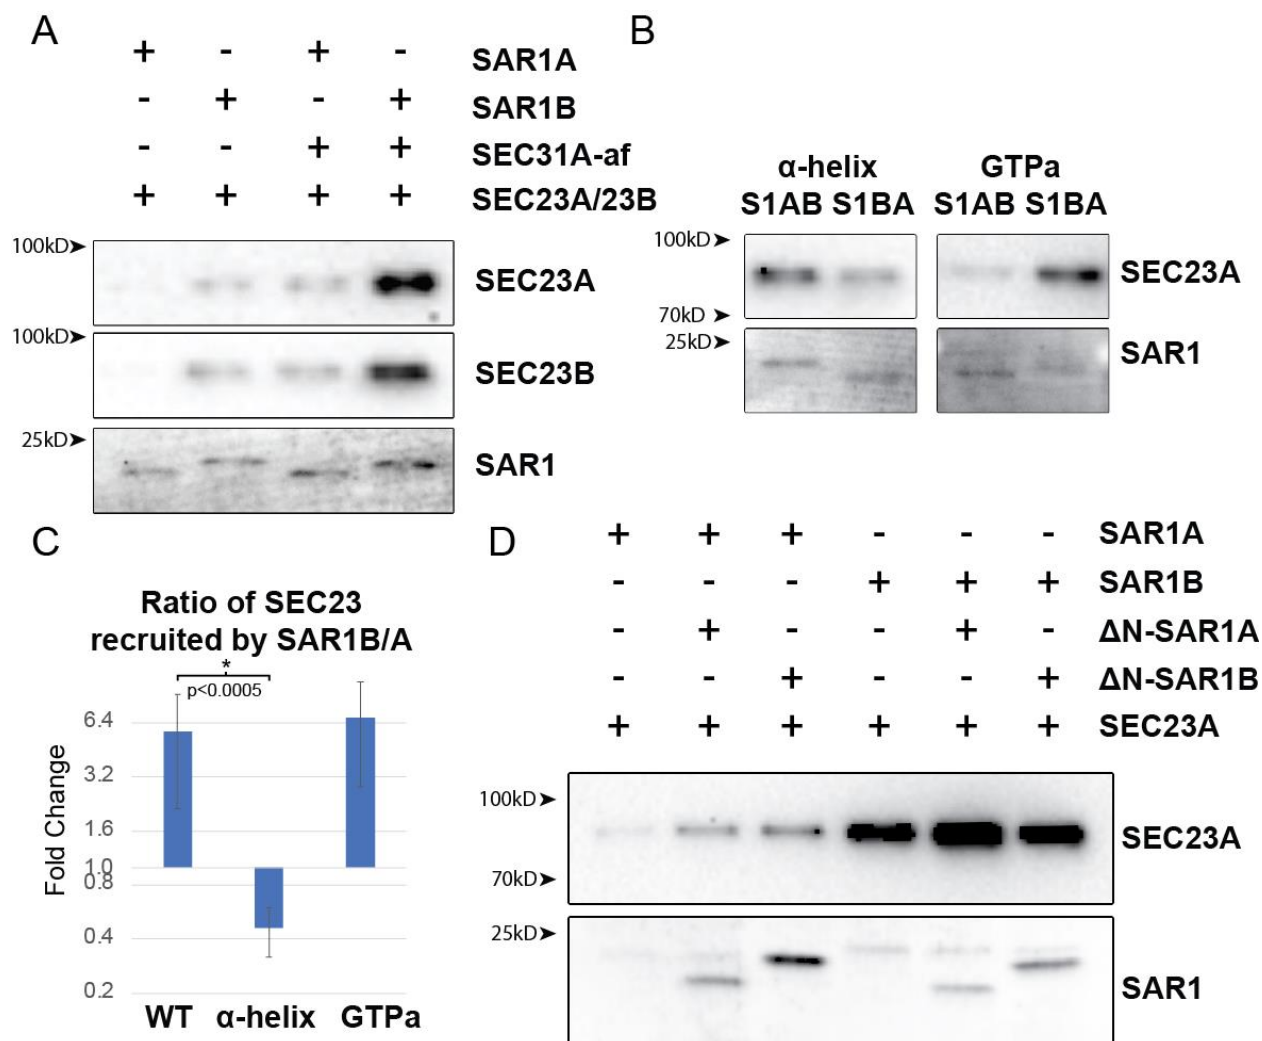 A
+ - + - SAR1A
- + - + SAR1B
- - + + SEC31A-af
+ + + + SEC23A/23B
100kD➤
SEC23A
100kD➤
SEC23B
25kD➤
SAR1
B
α-helix GTPa
S1AB S1BA S1AB S1BA
100kD➤
SEC23A
70kD➤
25kD➤
SAR1
C
Ratio of SEC23
recruited by SAR1B/A
*
p<0.0005
Fold Change
6.4
3.2
1.6
1.0
0.8
0.4
0.2
WT α-helix GTPa
D
+ + + - - - SAR1A
- - - + + + SAR1B
- + - - + - ΔN-SAR1A
- - + - - + ΔN-SAR1B
+ + + + + + SEC23A
100kD➤
SEC23A
70kD➤
25kD➤
SAR1